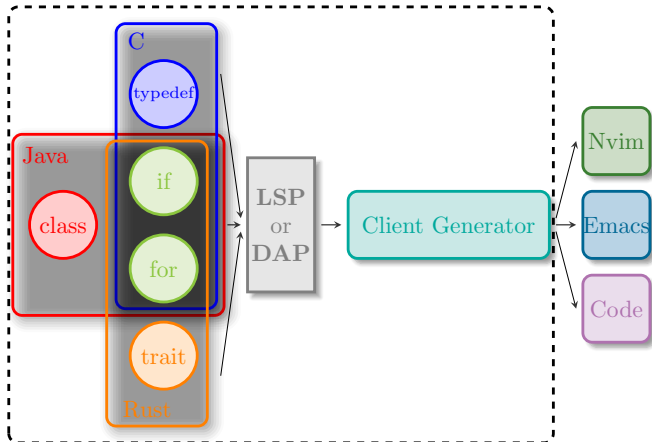 C
typedef
Java
if
class
for
trait
Rust
LSP
or
DAP
Client Generator
Nvim
Emacs
Code